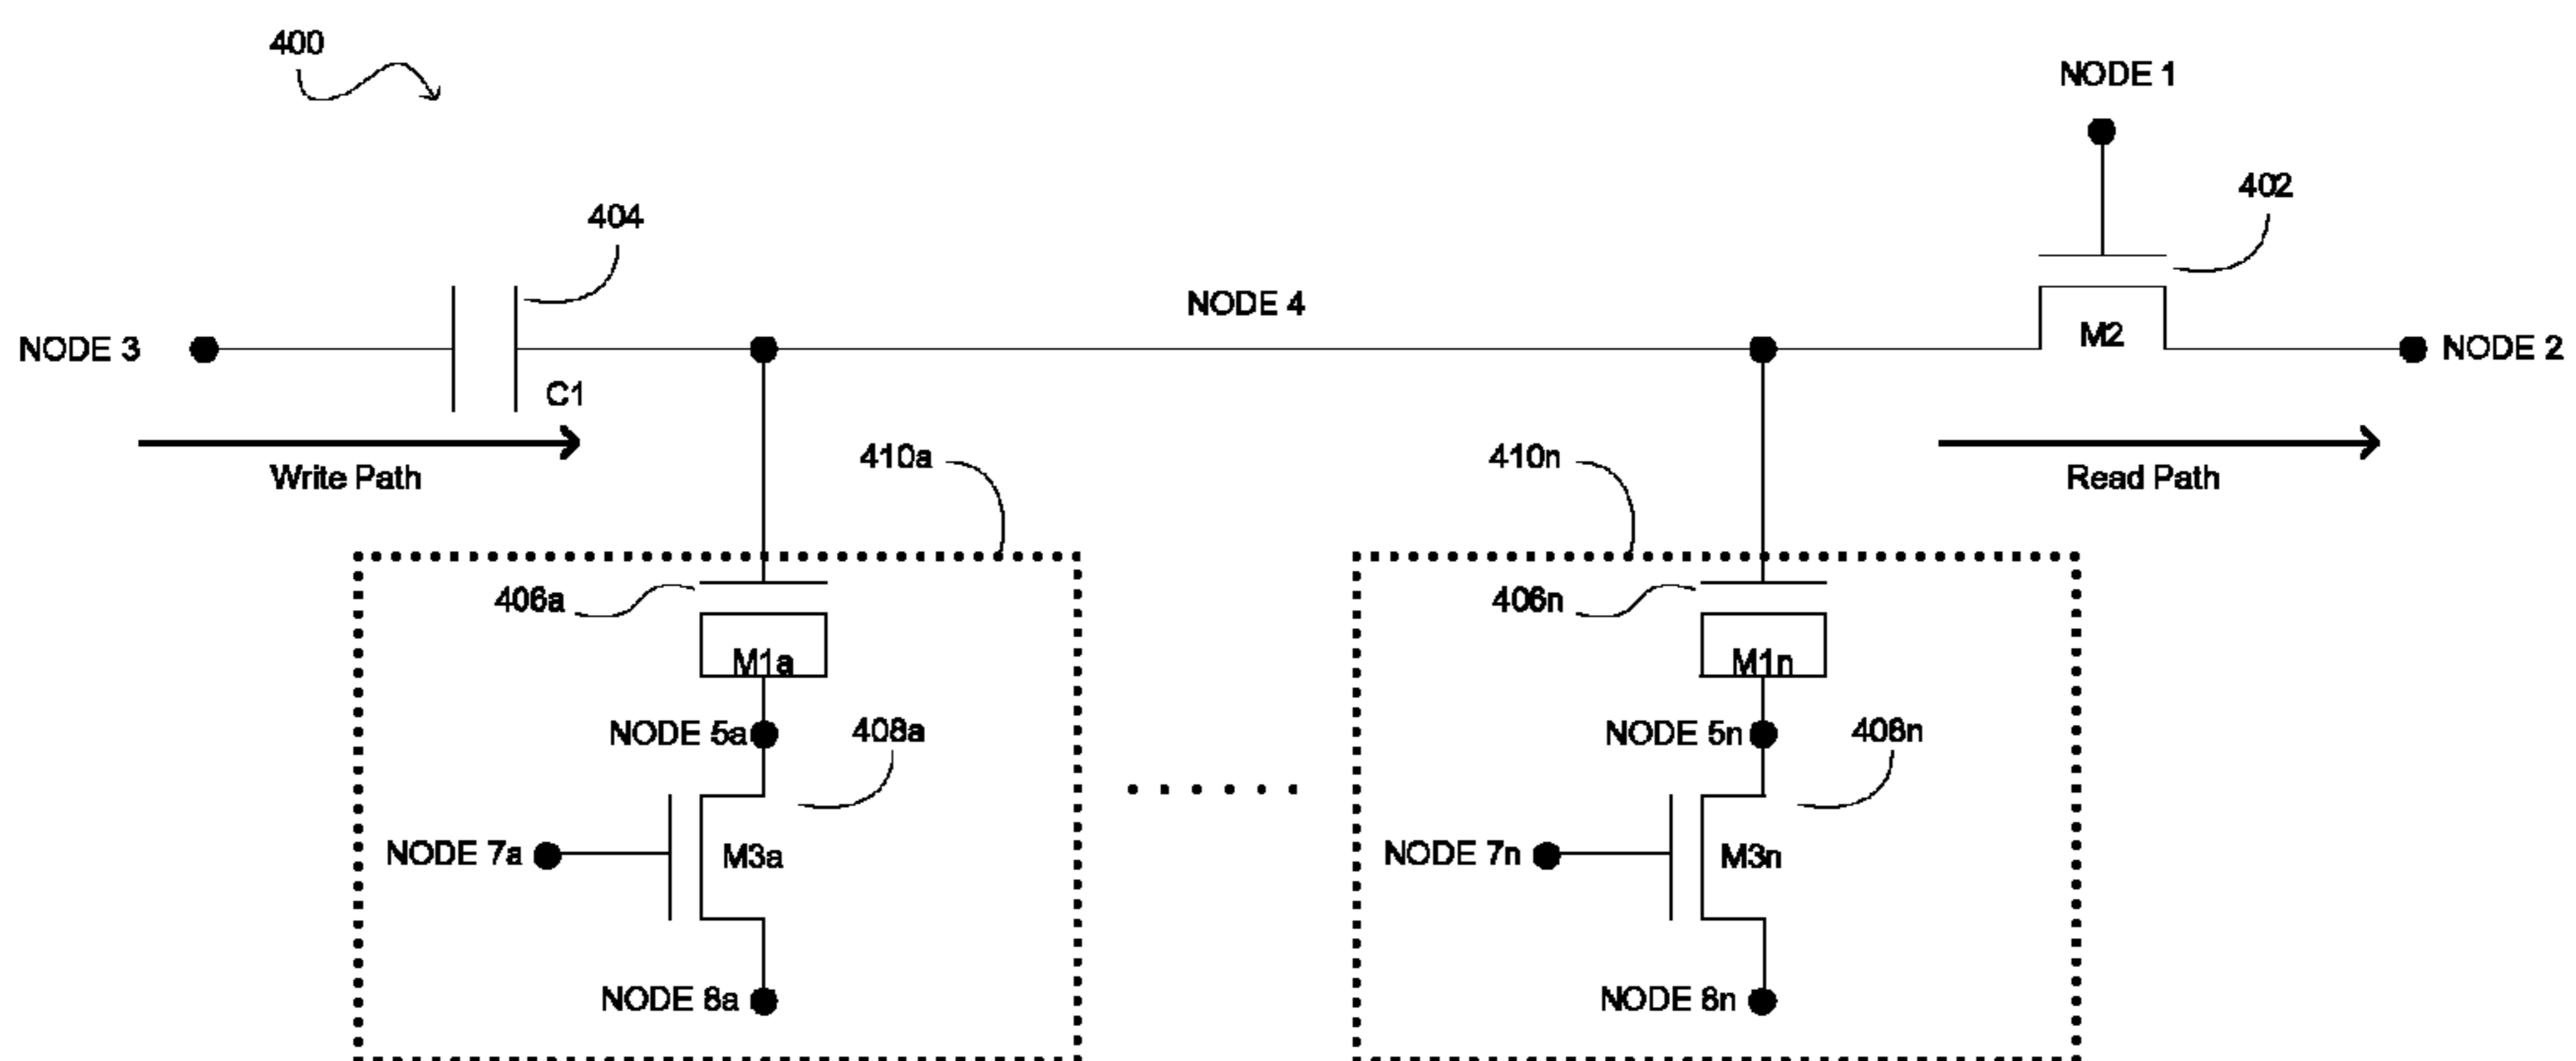 400
NODE 1
402
404
NODE 4
NODE 3
M2
NODE 2
C1
Write Path
410a
410n
Read Path
406a
406n
M1a
M1n
NODE 5a
408a
NODE 5n
408n
NODE 7a
M3a
NODE 7n
M3n
NODE 8a
NODE 8n